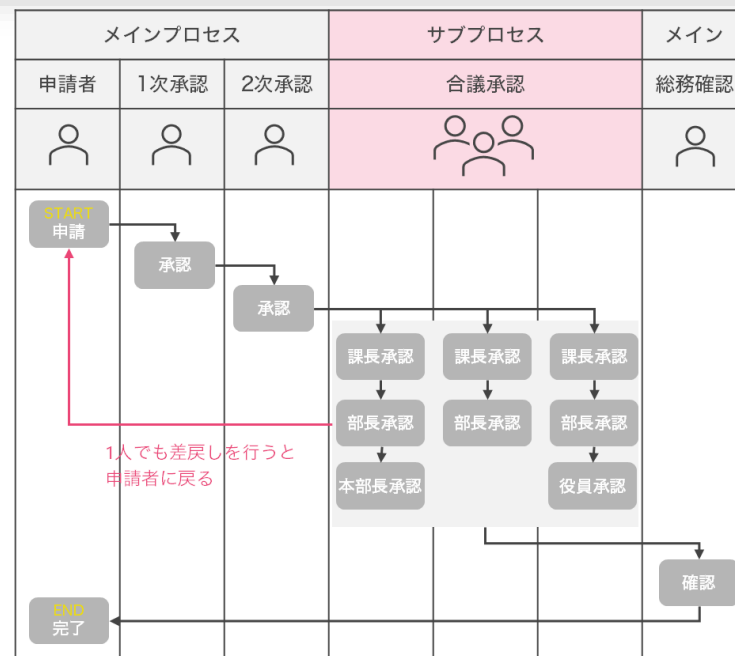 メインプロセス
サブプロセス
メイン
申請者
1次承認
2次承認
合議承認
総務確認
START
申請
承認
承認
課長承認
課長承認
課長承認
部長承認
部長承認
部長承認
1人でも差戻しを行うと
申請者に戻る
本部長承認
役員承認
確認
END
完了